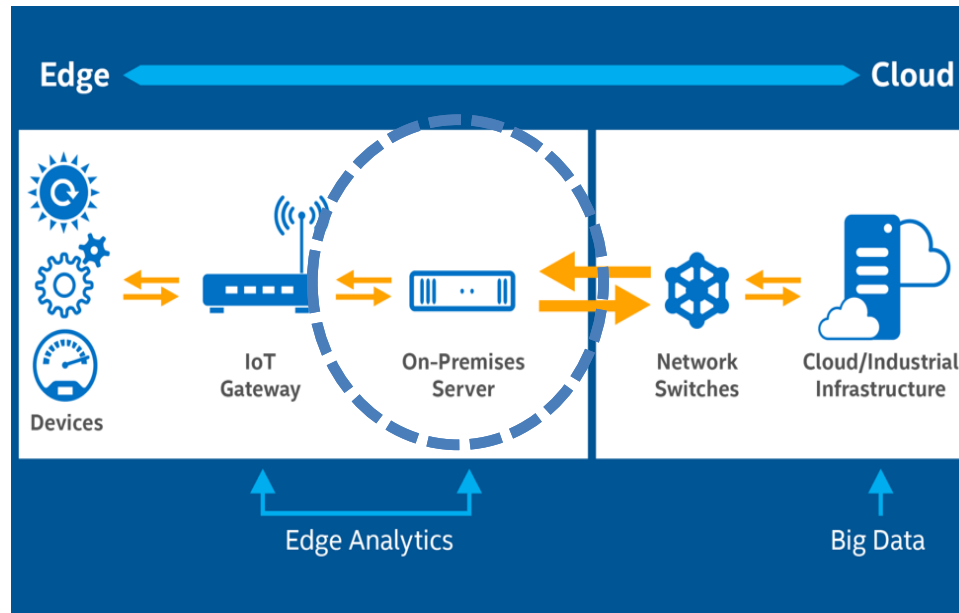 Edge
Cloud
Devices
IoT
Gateway
On-Premises
Server
Network
Switches
Cloud/Industrial
Infrastructure
Edge Analytics
Big Data